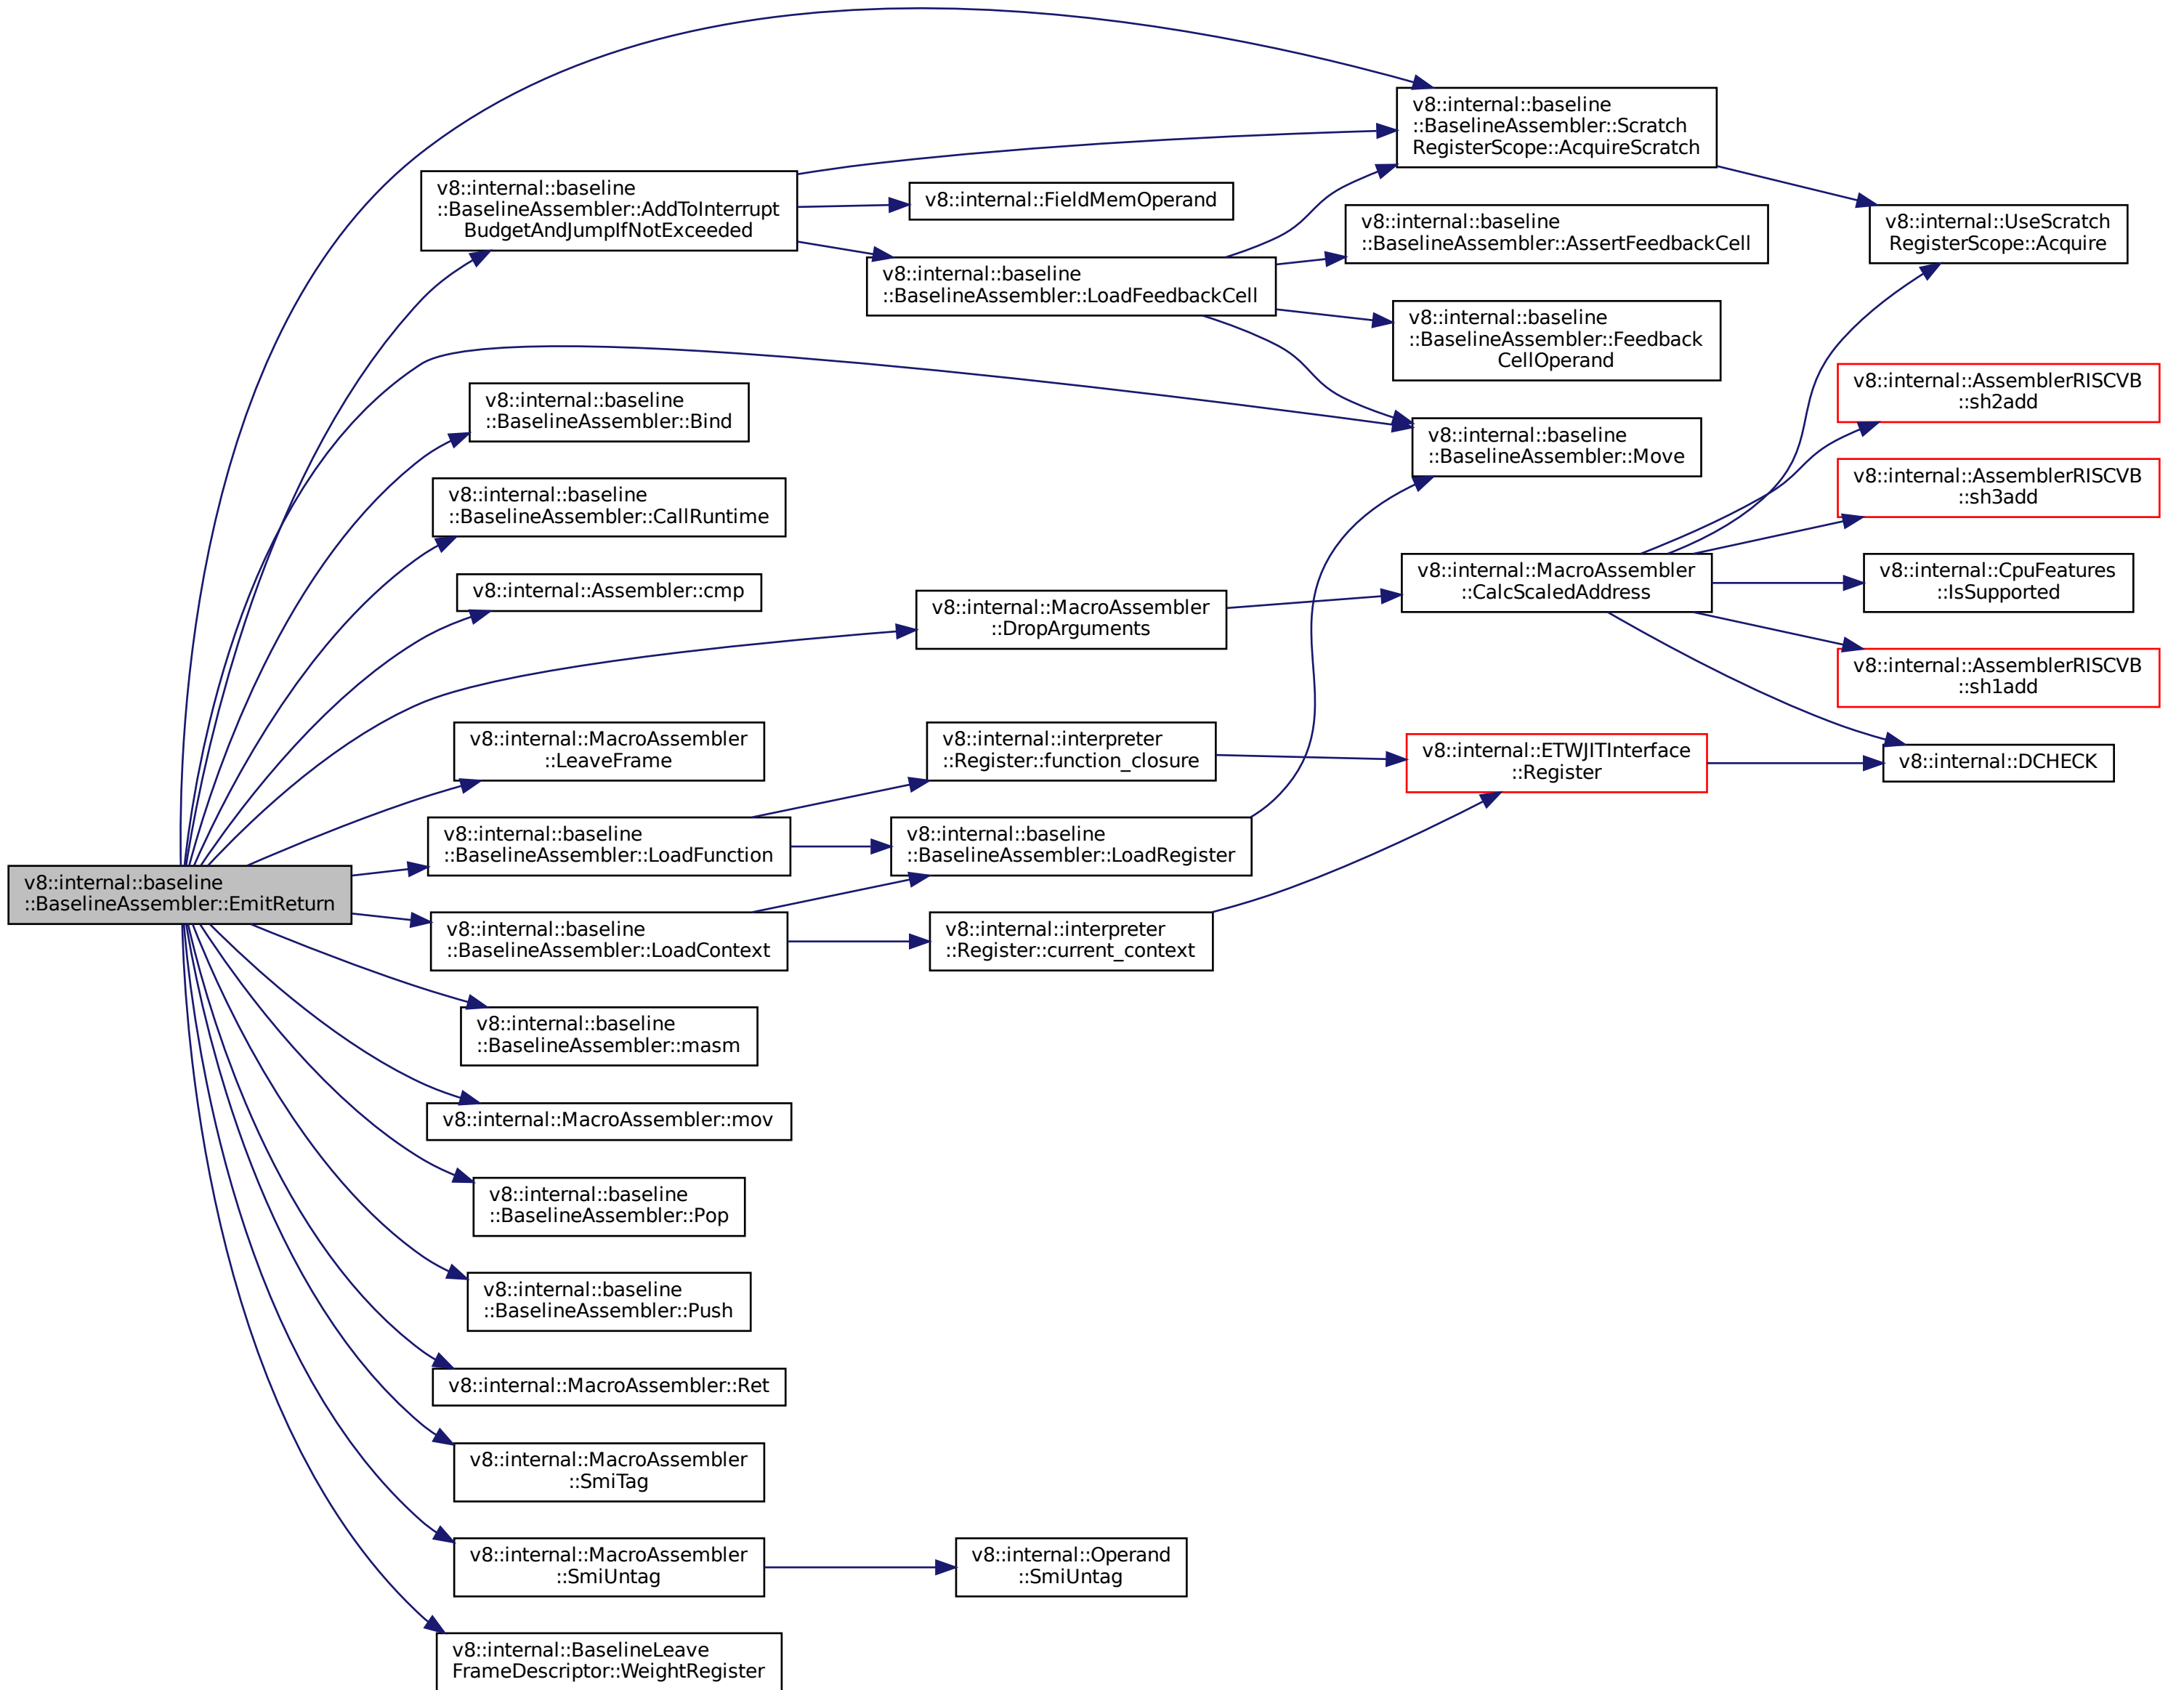 v8::internal::baseline
::BaselineAssembler::EmitReturn
v8::internal::baseline
::BaselineAssembler::Scratch
RegisterScope::AcquireScratch
v8::internal::UseScratch
RegisterScope::Acquire
v8::internal::baseline
::BaselineAssembler::AddToInterrupt
BudgetAndJumpIfNotExceeded
v8::internal::FieldMemOperand
v8::internal::baseline
::BaselineAssembler::LoadFeedbackCell
v8::internal::baseline
::BaselineAssembler::AssertFeedbackCell
v8::internal::baseline
::BaselineAssembler::Feedback
CellOperand
v8::internal::baseline
::BaselineAssembler::Move
v8::internal::baseline
::BaselineAssembler::Bind
v8::internal::baseline
::BaselineAssembler::CallRuntime
v8::internal::Assembler::cmp
v8::internal::MacroAssembler
::DropArguments
v8::internal::MacroAssembler
::CalcScaledAddress
v8::internal::AssemblerRISCVB
::sh2add
v8::internal::AssemblerRISCVB
::sh3add
v8::internal::CpuFeatures
::IsSupported
v8::internal::AssemblerRISCVB
::sh1add
v8::internal::DCHECK
v8::internal::MacroAssembler
::LeaveFrame
v8::internal::baseline
::BaselineAssembler::LoadFunction
v8::internal::interpreter
::Register::function_closure
v8::internal::ETWJITInterface
::Register
v8::internal::baseline
::BaselineAssembler::LoadRegister
v8::internal::baseline
::BaselineAssembler::LoadContext
v8::internal::interpreter
::Register::current_context
v8::internal::baseline
::BaselineAssembler::masm
v8::internal::MacroAssembler::mov
v8::internal::baseline
::BaselineAssembler::Pop
v8::internal::baseline
::BaselineAssembler::Push
v8::internal::MacroAssembler::Ret
v8::internal::MacroAssembler
::SmiTag
v8::internal::MacroAssembler
::SmiUntag
v8::internal::Operand
::SmiUntag
v8::internal::BaselineLeave
FrameDescriptor::WeightRegister